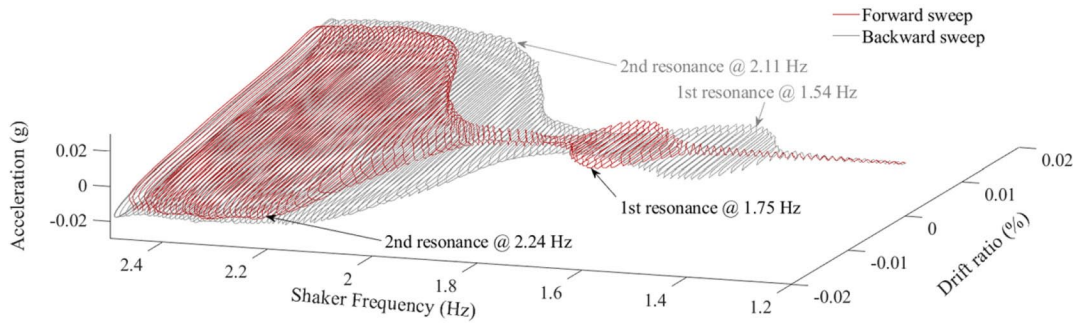 Forward sweep
Backward sweep
2nd resonance @ 2.11 Hz
1st resonance @ 1.54 Hz
Acceleration (g)
0.02
0
-0.02
1st resonance @ 1.75 Hz
2nd resonance @ 2.24 Hz
2.4
2.2
2
1.8
1.6
1.4
1.2
Shaker Frequency (Hz)
-0.02
-0.01
0
0.01
0.02
Drift ratio (%)